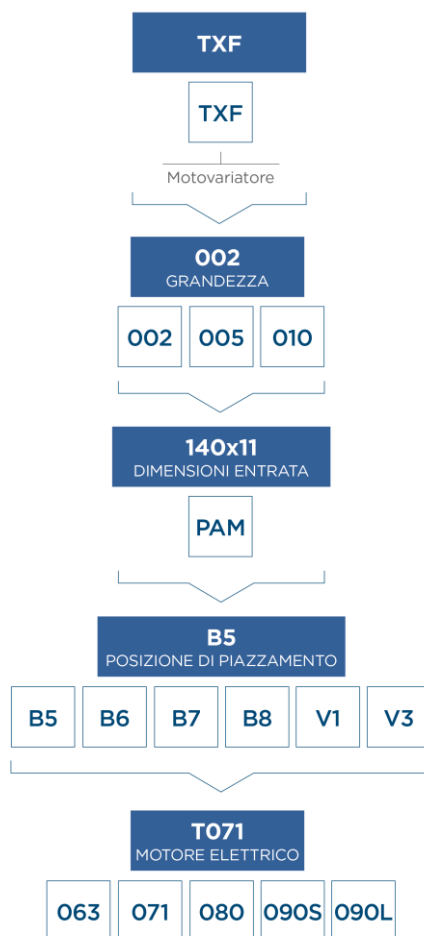 TXF
TXF
Motovariatore
002
GRANDEZZA
002 005 010
140x11
DIMENSIONI ENTRATA
PAM
B5
POSIZIONE DI PIAZZAMENTO
B5 B6 B7 B8 V1 V3
T071
MOTORE ELETTRICO
063 071 080 090S 090L